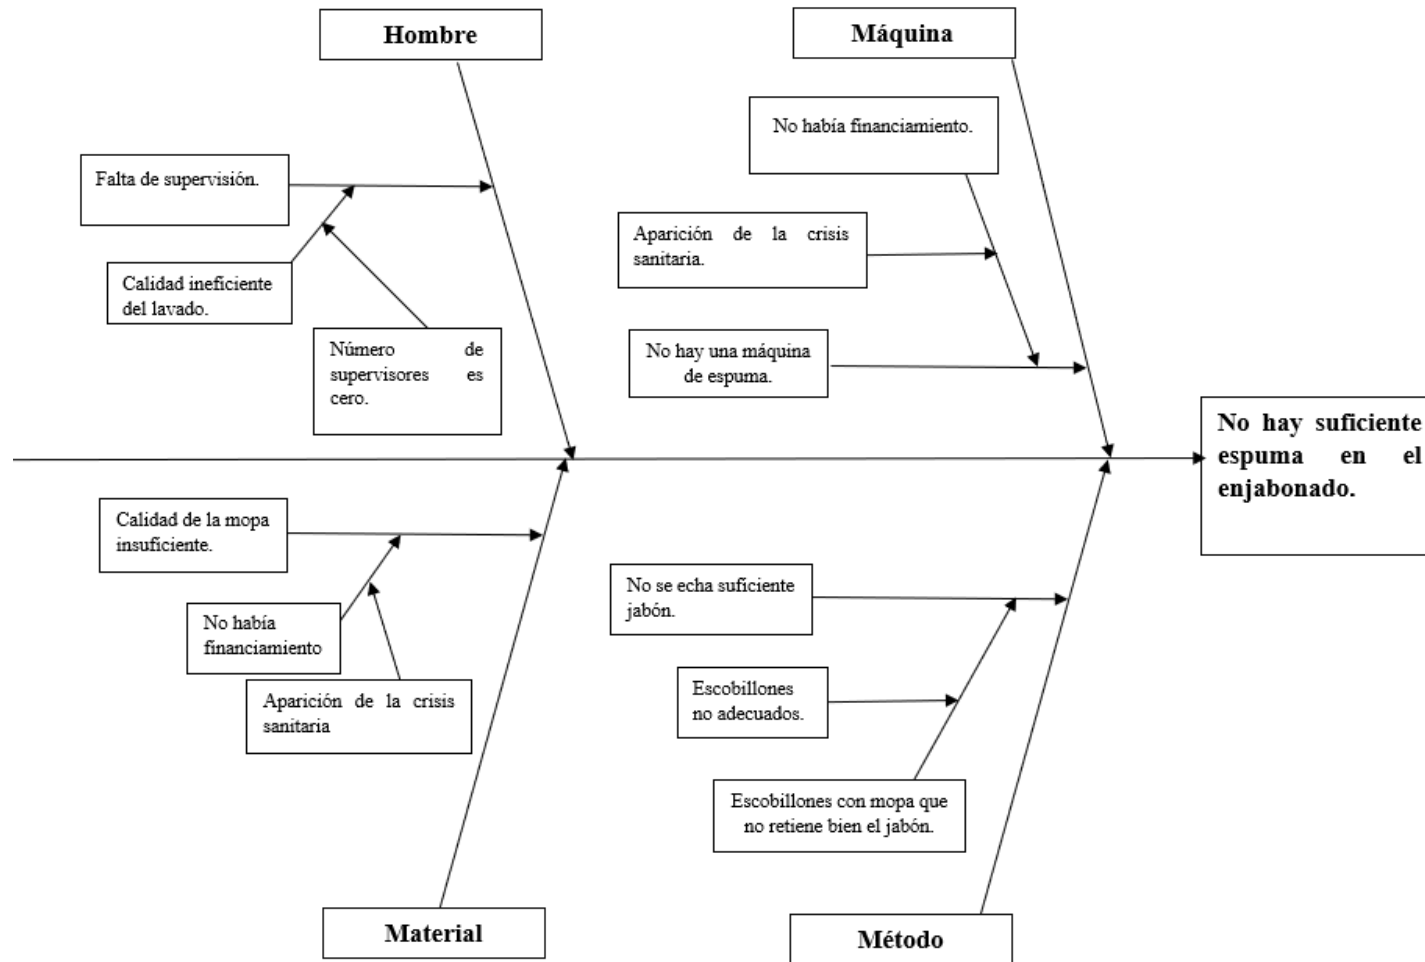 Hombre
Máquina
No había financiamiento.
Falta de supervisión.
Aparición de la crisis
sanitaria.
Calidad ineficiente
del lavado.
Número de
supervisores es
cero.
No hay una máquina
de espuma.
No hay suficiente
espuma en el
enjabonado.
Calidad de la mopa
insuficiente.
No había
financiamiento
Aparición de la crisis
sanitaria
No se echa suficiente
jabón.
Escobillones
no adecuados.
Escobillones con mopa que
no retiene bien el jabón.
Material
Método